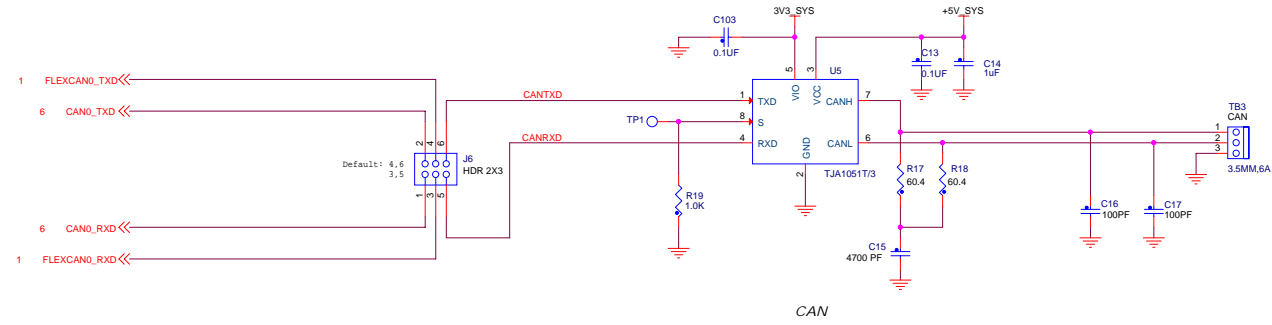 3V3_SYS
+5V_SYS
C103
0.1UF
C13
0.1UF
C14
1uF
1 FLEXCAN0_TXD
6 CAN0_TXD
CANTXD
CANRXD
TP1
U5
5
3
VIO
VCC
1 TXD
8 S
4 RXD
CANH 7
CANL 6
GND
2
TJA1051T/3
TB3
CAN
1
2
3
3.5MM,6A
2 4 6
Default: 4,6
3,5
J6
HDR 2X3
1 3 5
R19
1.0K
R17
60.4
R18
60.4
C16
100PF
C17
100PF
C15
4700 PF
6 CAN0_RXD
1 FLEXCAN0_RXD
CAN